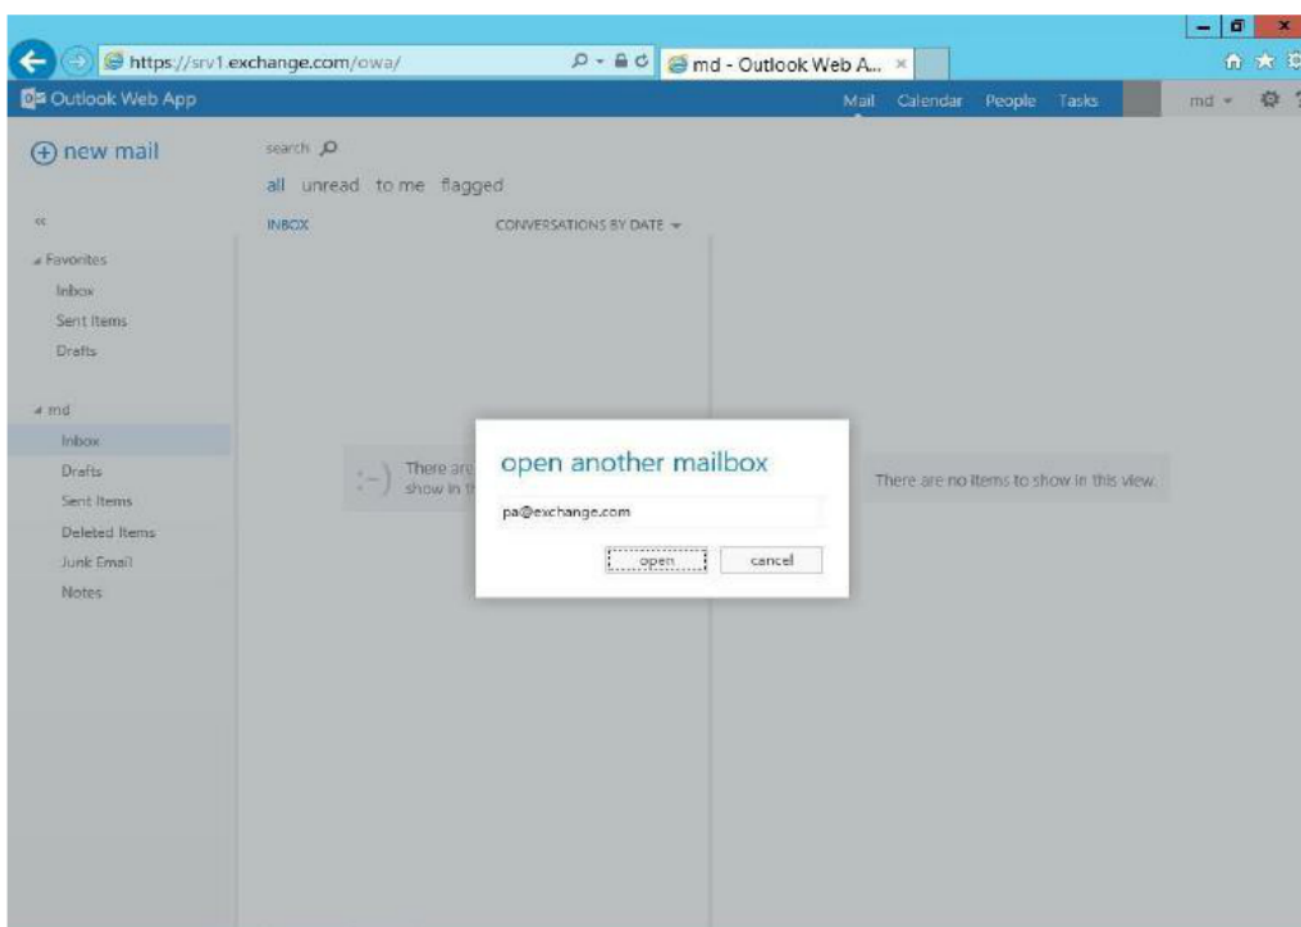 https://srv1.exchange.com/owa/
md - Outlook Web A...
Outlook Web App
Mail Calendar People Tasks
md
new mail
search
all unread to me flagged
INBOX
CONVERSATIONS BY DATE
Favorites
Inbox
Sent Items
Drafts
md
Inbox
Drafts
Sent Items
Deleted Items
Junk Email
Notes
:-)
There are
show in
open another mailbox
pa@exchange.com
open
cancel
There are no items to show in this view.